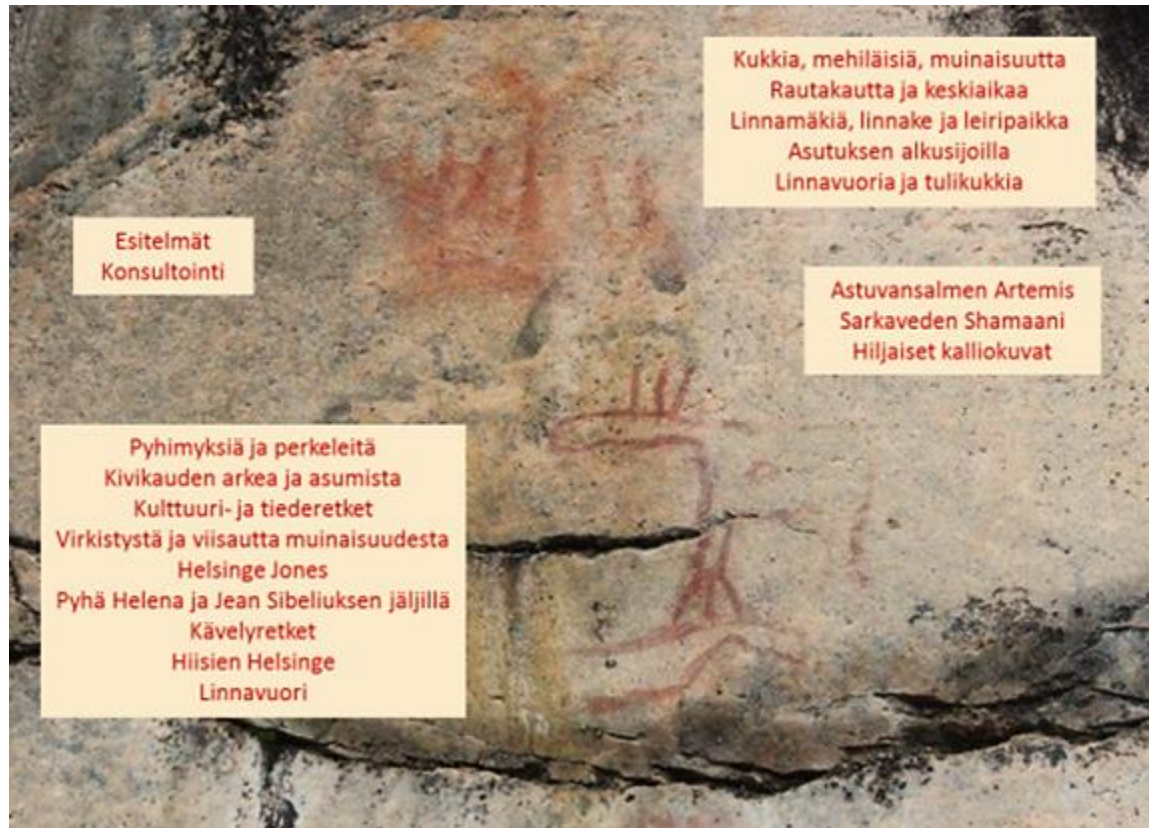 Kukkia, mehiläisiä, muinaisuutta
Rautakautta ja keskiaikaa
Linnamäkiä, linnake ja leiripaikka
Asutuksen alkusijoilla
Linnavuoria ja tulikukkia
Esitelmät
Konsultointi
Astuvansalmen Artemis
Sarkaveden Shamaani
Hiljaiset kalliokuvat
Pyhimyksiä ja perkeleitä
Kivikauden arkea ja asumista
Kulttuuri- ja tiederetket
Virkistystä ja viisautta muinaisuudesta
Helsinge Jones
Pyhä Helena ja Jean Sibeliuksen jäljillä
Kävelyretket
Hiisien Helsinge
Linnavuori